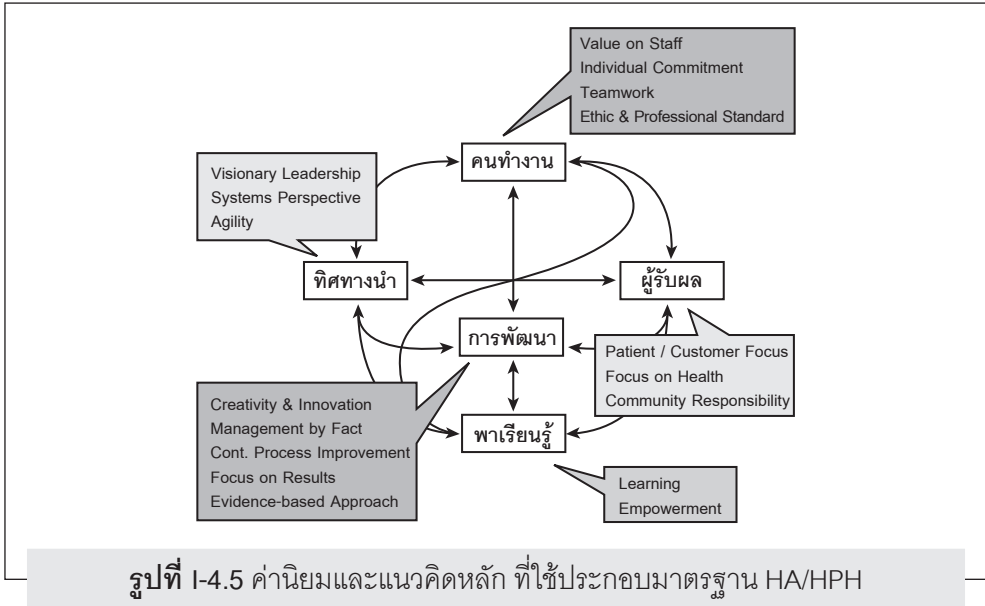 Value on Staff
Individual Commitment
Teamwork
Ethic & Professional Standard
คนทำงาน
Visionary Leadership
Systems Perspective
Agility
ทิศทางนำ
ผู้รับผล
การพัฒนา
Patient / Customer Focus
Focus on Health
Community Responsibility
Creativity & Innovation
Management by Fact
Cont. Process Improvement
Focus on Results
Evidence-based Approach
พาเรียนรู้
Learning
Empowerment
รูปที่ I-4.5 ค่านิยมและแนวคิดหลัก ที่ใช้ประกอบมาตรฐาน HA/HPH